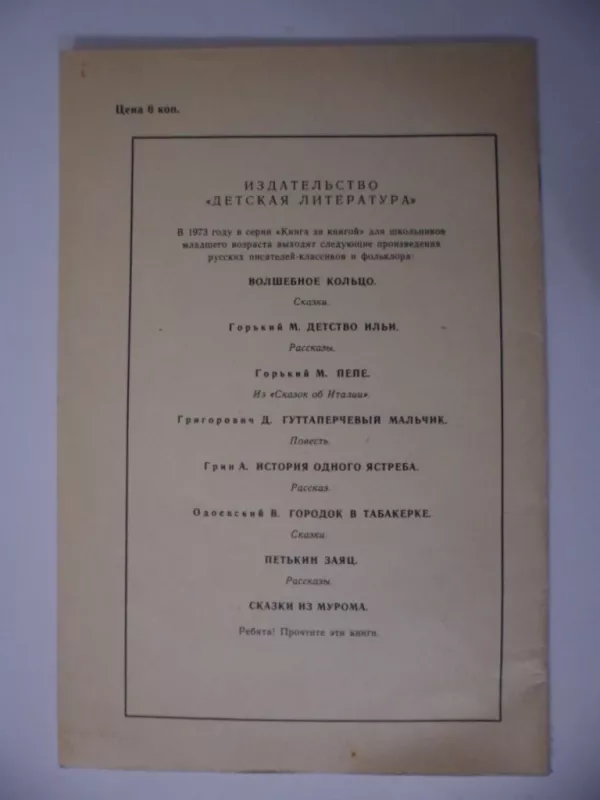 Цена 6 коп.
ИЗДАТЕЛЬСТВО
«ДЕТСКАЯ ЛИТЕРАТУРА»
В 1973 году в серии «Книга за книгой» для школьников
младшего возраста выходят следующие произведения
русских писателей-классиков и фольклора:
ВОЛШЕБНОЕ КОЛЬЦО.
Сказки.
Горький М. ДЕТСТВО ИЛЬИ.
Рассказы.
Горький М. ПЕПЕ.
Из «Сказок об Италии».
Григорович Д. ГУТТАПЕРЧЕВЫЙ МАЛЬЧИК.
Повесть.
Грин А. ИСТОРИЯ ОДНОГО ЯСТРЕБА.
Рассказ.
Одоевский В. ГОРОДОК В ТАБАКЕРКЕ.
Сказки.
ПЕТЬКИН ЗАЯЦ.
Рассказы.
СКАЗКИ ИЗ МУРОМА.
Ребята! Прочтите эти книги.